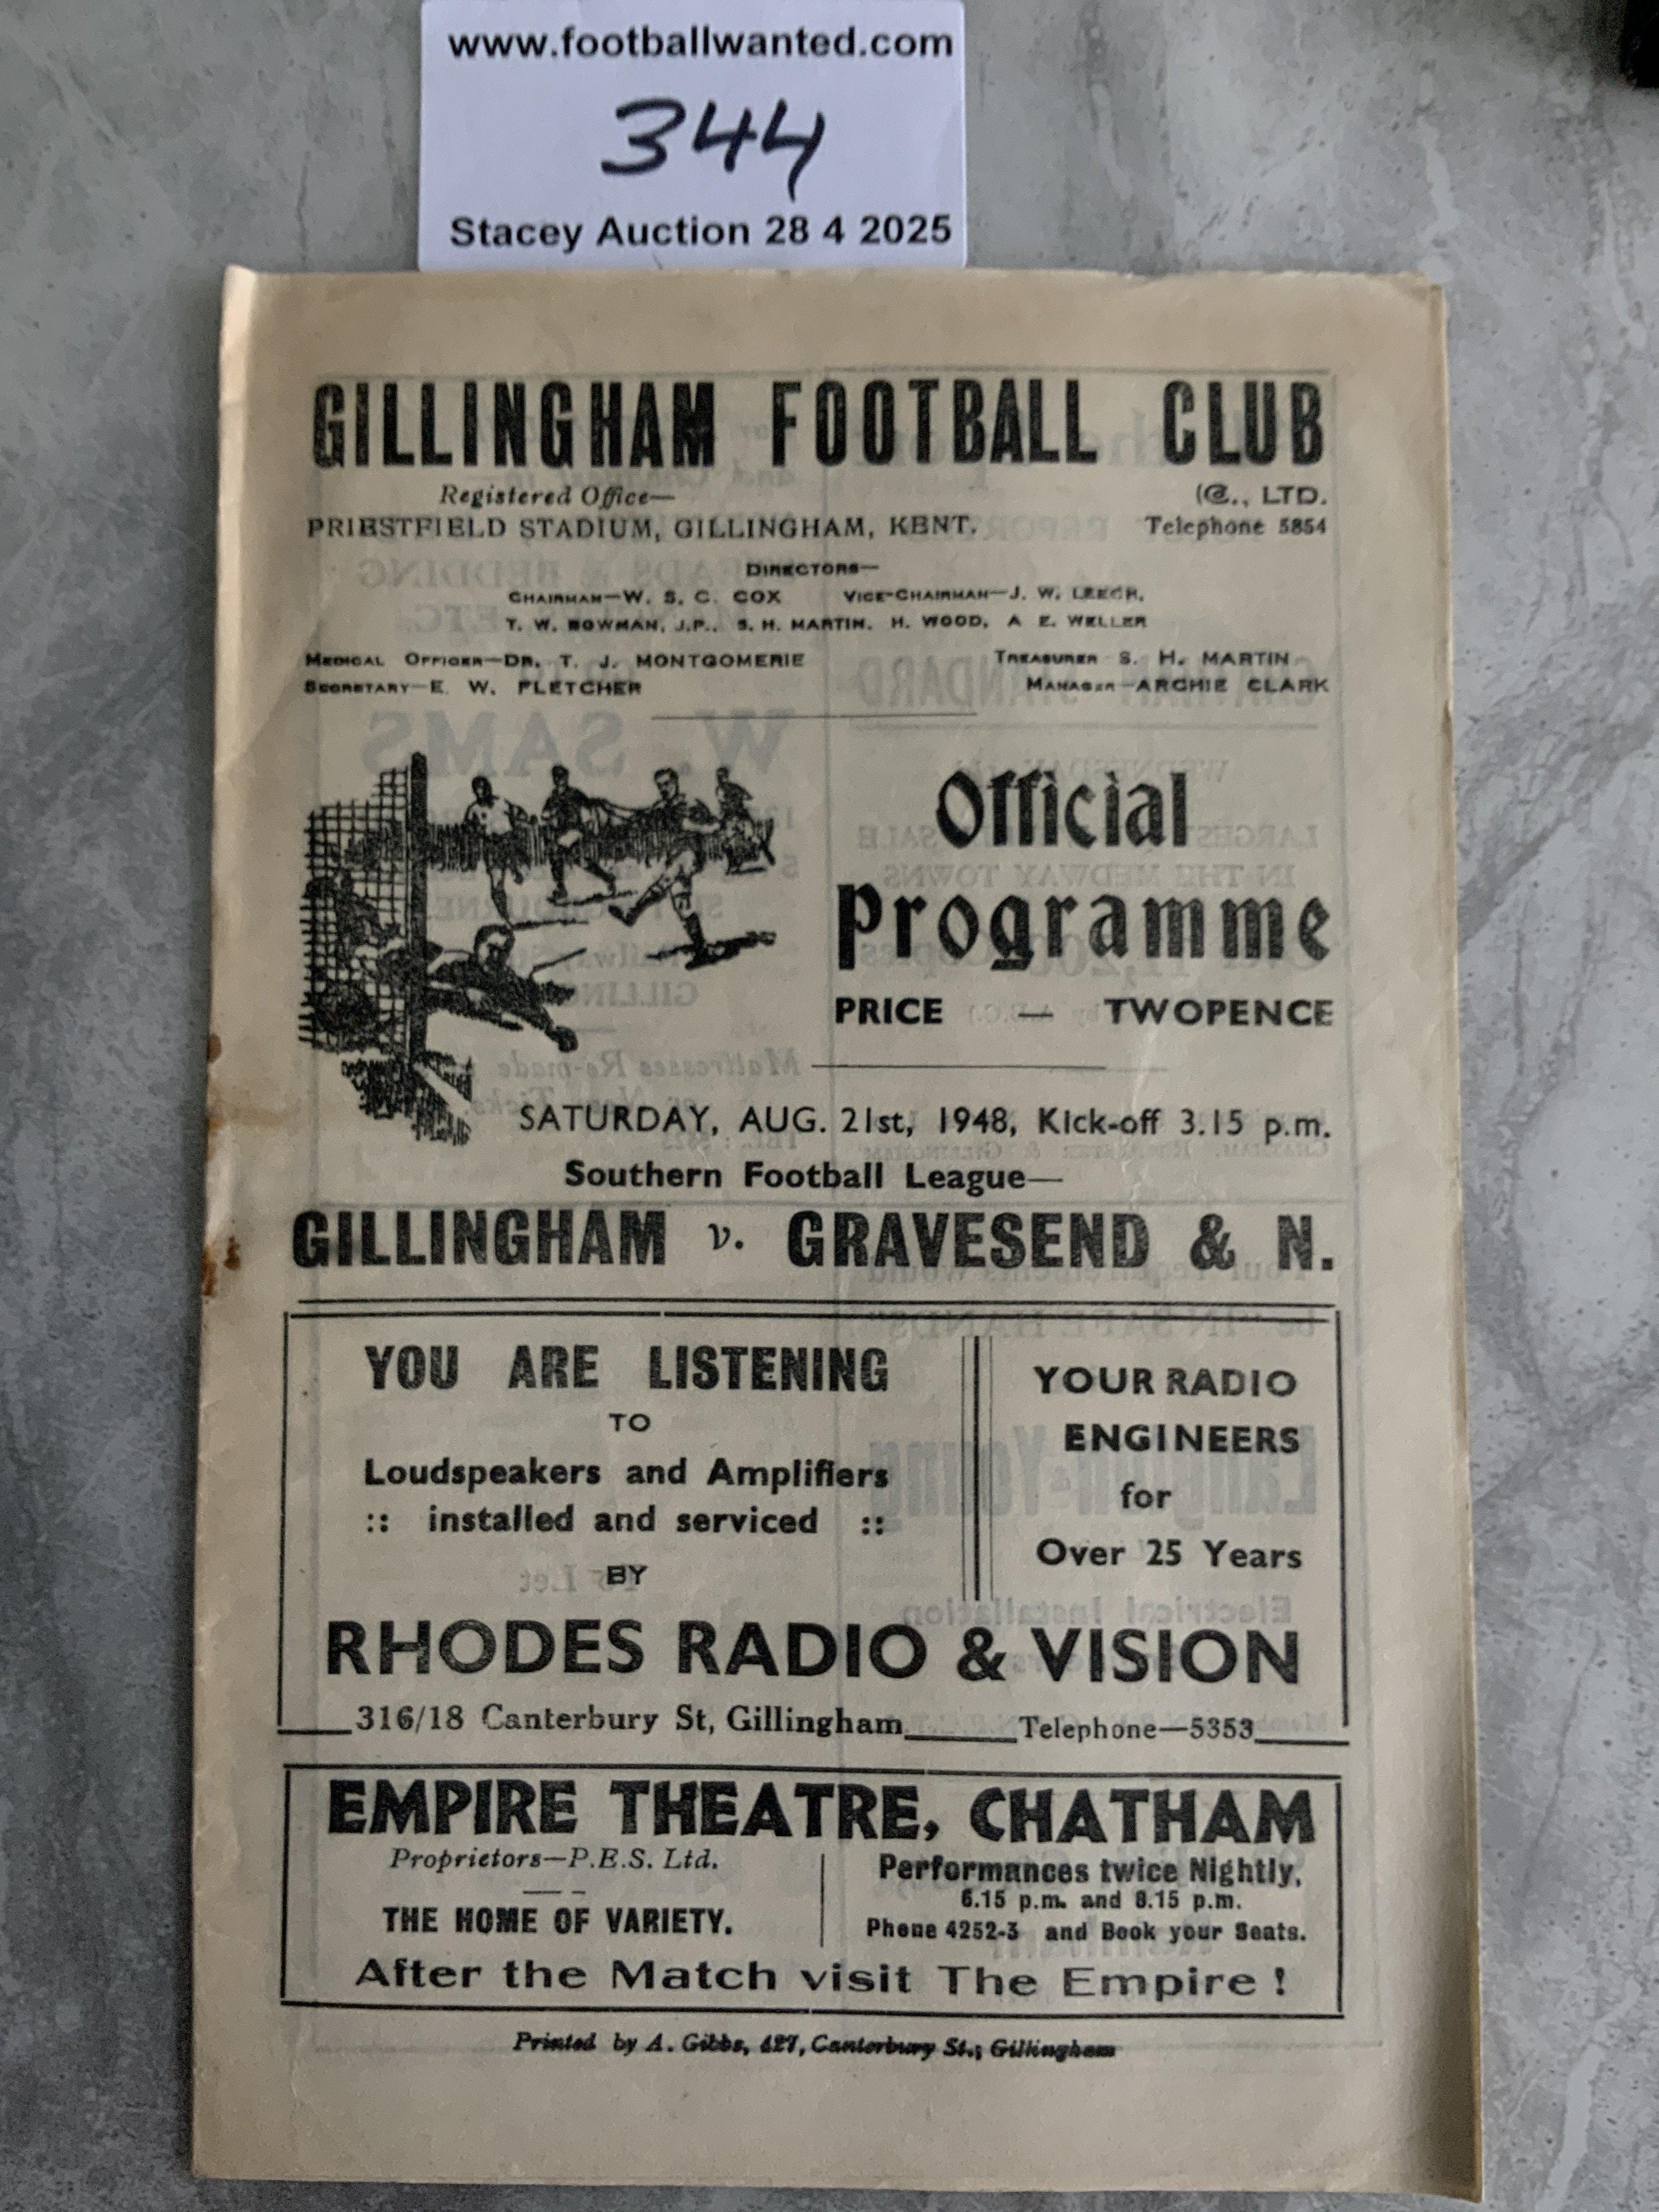 www.footballwanted.com
344
Stacey Auction 28 4 2025
GILLINGHAM FOOTBALL CLUB
Registered Office— (@., LTD.
PRIESTFIELD STADIUM, GILLINGHAM, KENT. Telephone 5854
DIRECTORS—
CHAIRMAN—W. S. C. COX VICE-CHAIRMAN—J. W. LEECH,
T. W. BOWMAN, J.P., S. H. MARTIN. H. WOOD, A E. WELLER
MEDICAL OFFICER—DR. T. J. MONTGOMERIE TREASURER S. H. MARTIN
SECRETARY—E. W. FLETCHER MANAGER—ARCHIE CLARK
Official
Programme
PRICE — TWOPENCE
SATURDAY, AUG. 21st, 1948, Kick-off 3.15 p.m.
Southern Football League—
GILLINGHAM v. GRAVESEND & N.
YOU ARE LISTENING
TO
Loudspeakers and Amplifiers
:: installed and serviced ::
BY
YOUR RADIO
ENGINEERS
for
Over 25 Years
RHODES RADIO & VISION
316/18 Canterbury St, Gillingham Telephone—5353
EMPIRE THEATRE, CHATHAM
Proprietors—P.E.S. Ltd.
THE HOME OF VARIETY.
Performances twice Nightly,
6.15 p.m. and 8.15 p.m.
Phone 4252-3 and Book your Seats.
After the Match visit The Empire !
Printed by A. Gibbs, 427, Canterbury St., Gillingham